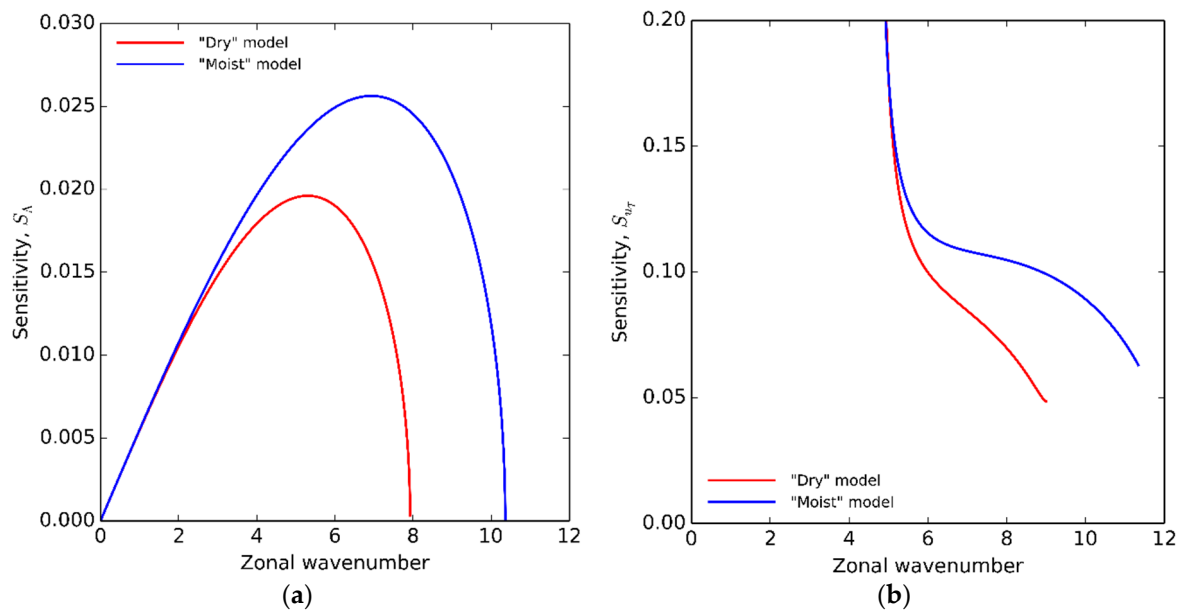 0.030
0.025
0.020
0.015
0.010
0.005
0.000
Sensitivity, S_Λ
"Dry" model
"Moist" model
0 2 4 6 8 10 12
Zonal wavenumber
(a)
0.20
0.15
0.10
0.05
0.00
Sensitivity, S_{u_T}
"Dry" model
"Moist" model
0 2 4 6 8 10 12
Zonal wavenumber
(b)